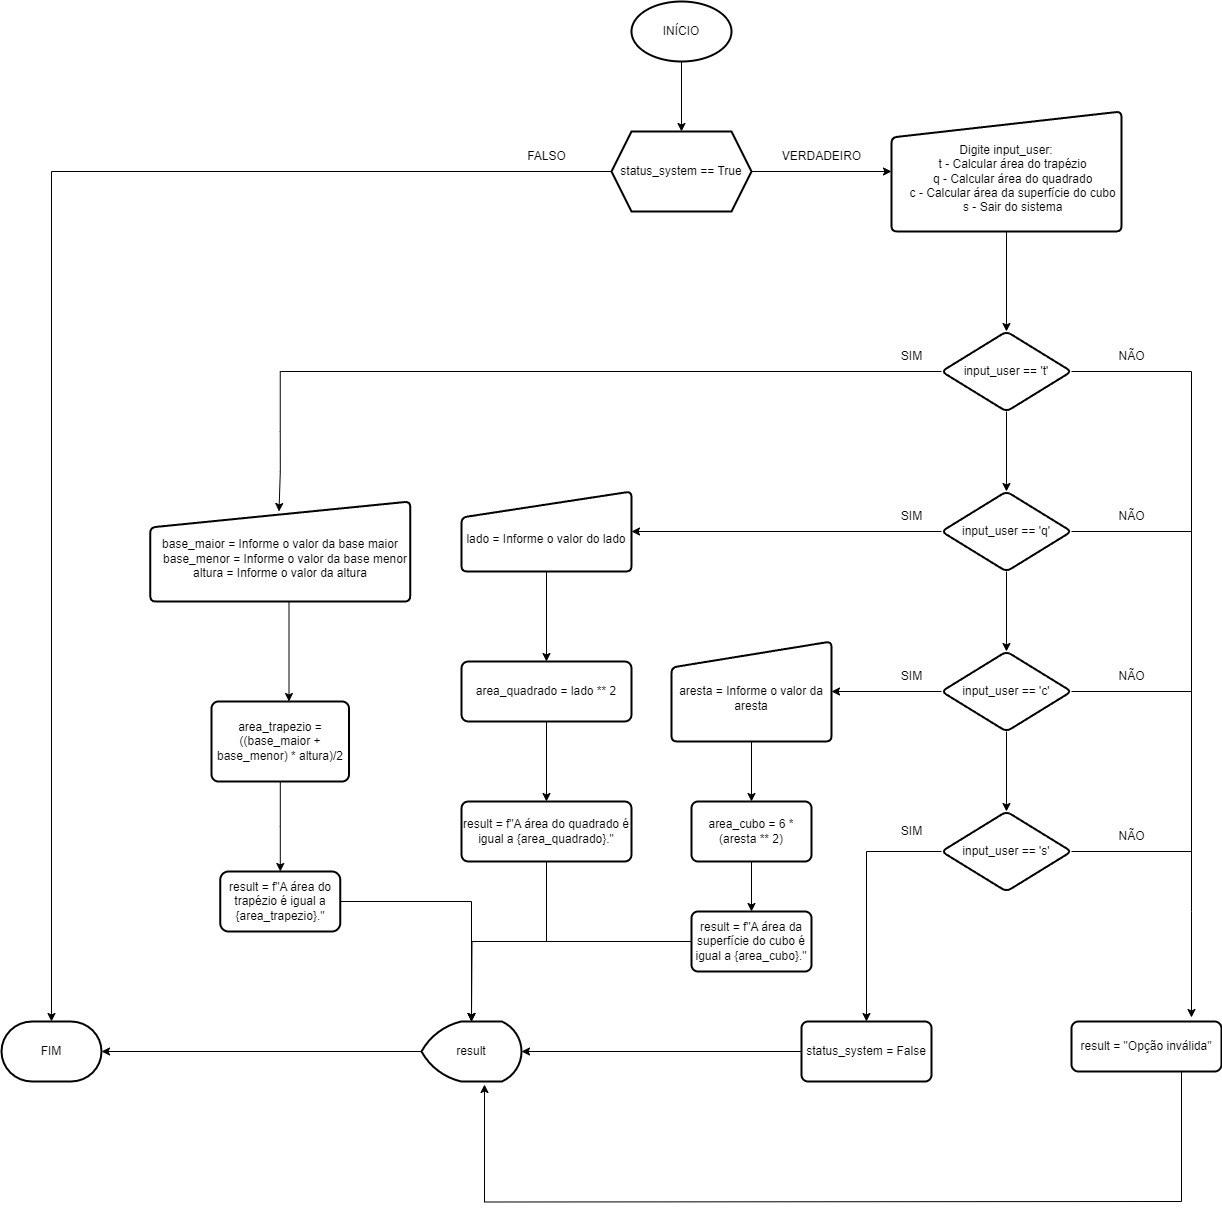 INÍCIO
FALSO
status_system == True
VERDADEIRO
Digite input_user:
t - Calcular área do trapézio
q - Calcular área do quadrado
c - Calcular área da superfície do cubo
s - Sair do sistema
SIM
input_user == 't'
NÃO
SIM
input_user == 'q'
NÃO
base_maior = Informe o valor da base maior
base_menor = Informe o valor da base menor
altura = Informe o valor da altura
lado = Informe o valor do lado
SIM
input_user == 'c'
NÃO
area_trapezio =
((base_maior +
base_menor) * altura)/2
area_quadrado = lado ** 2
aresta = Informe o valor da
aresta
SIM
input_user == 's'
NÃO
result = f"A área do
trapézio é igual a
{area_trapezio}."
result = f"A área do quadrado é
igual a {area_quadrado}."
area_cubo = 6 *
(aresta ** 2)
result = f"A área da
superfície do cubo é
igual a {area_cubo}."
FIM
result
status_system = False
result = "Opção inválida"